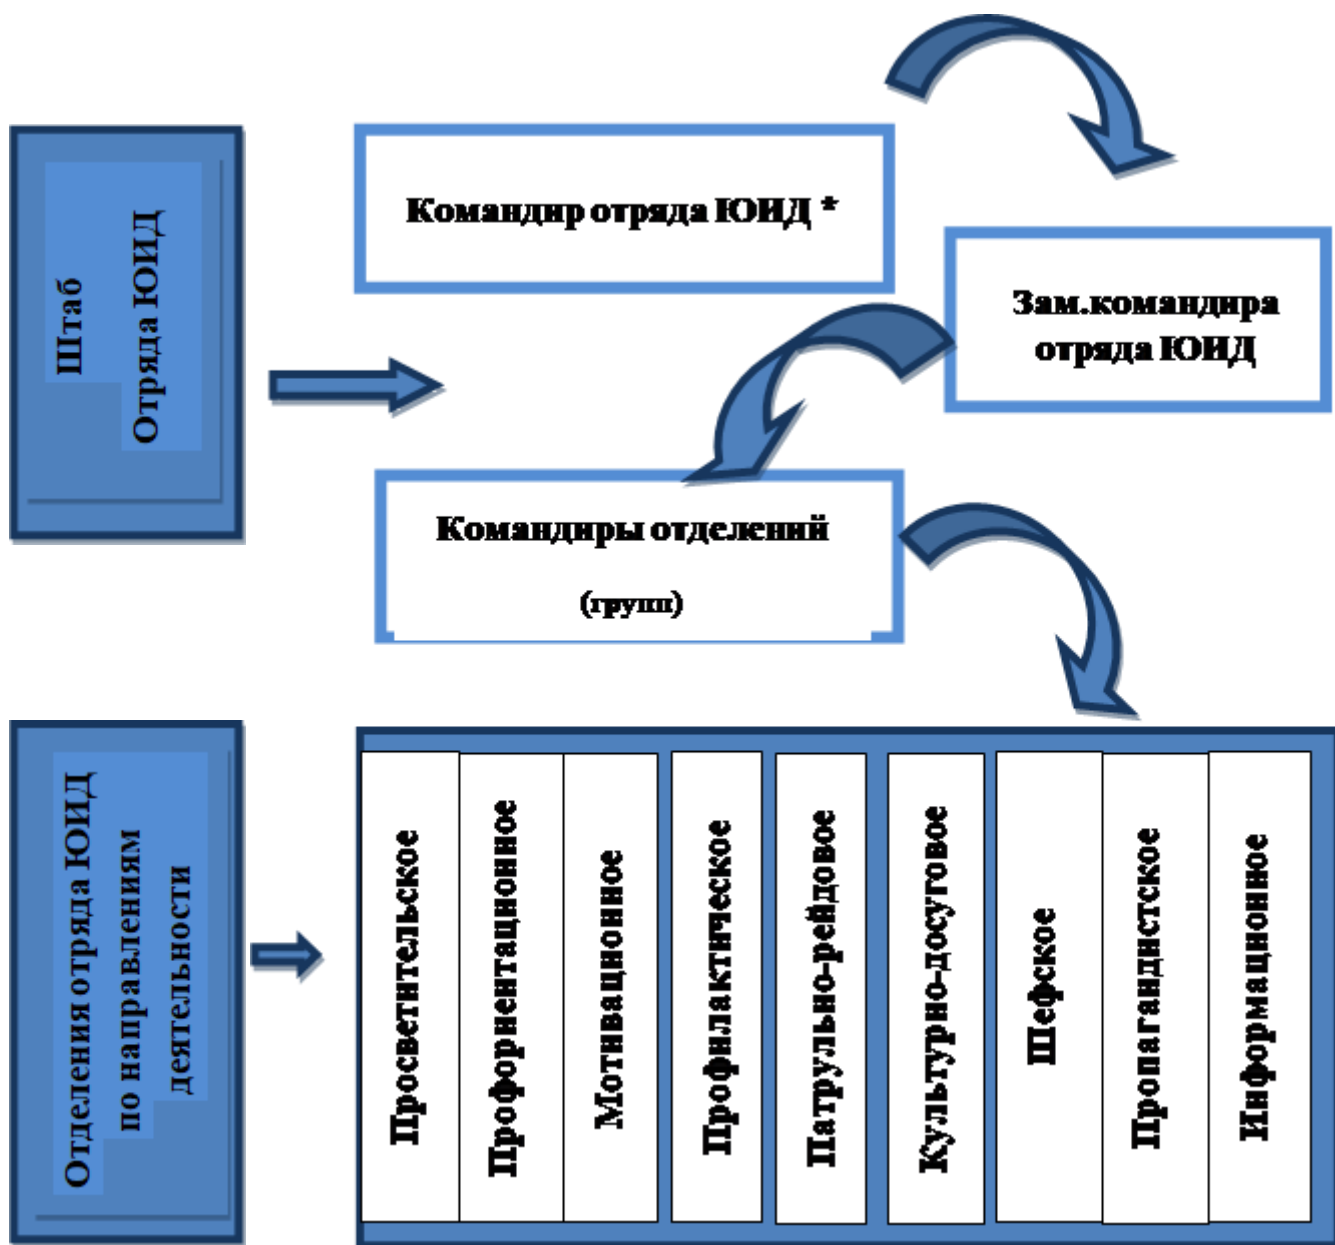 Штаб
Отряда ЮИД
Командир отряда ЮИД *
Зам.командира
отряда ЮИД
Командиры отделений
(групп)
Отделения отряда ЮИД
по направлениям
деятельности
Просветительское
Профориентационное
Мотивационное
Профилактическое
Патрульно-рейдовое
Культурно-досуговое
Шефское
Пропагандистское
Информационное